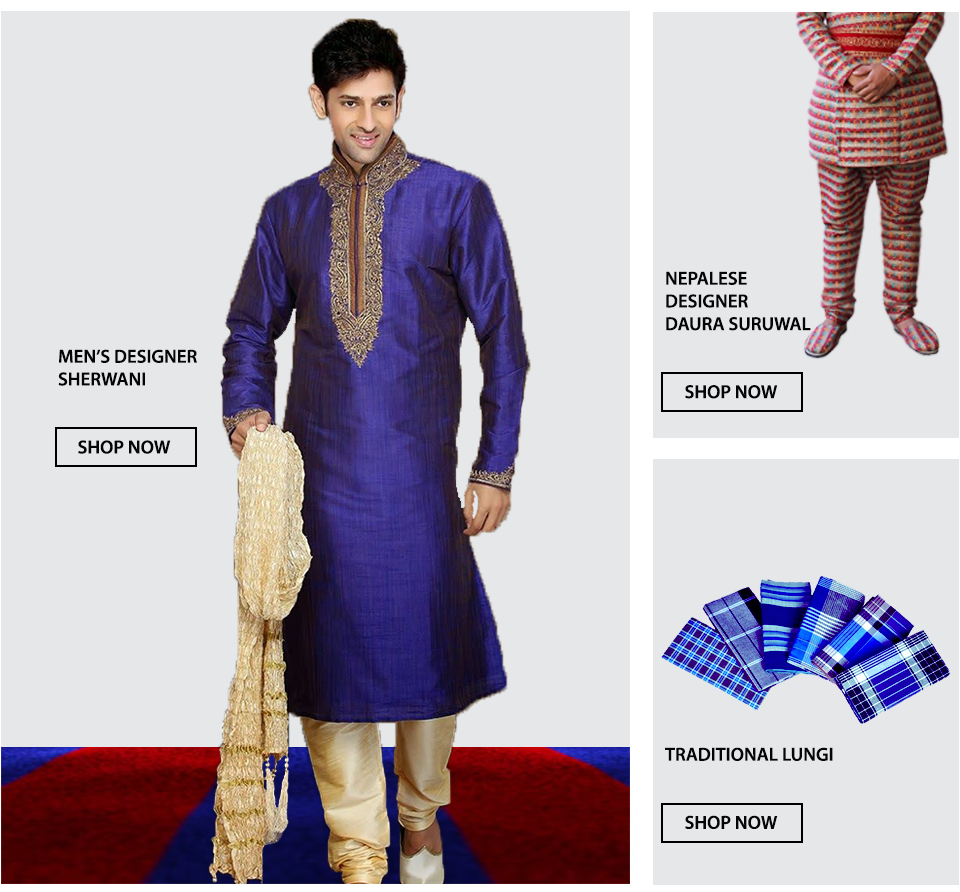 MEN’S DESIGNER
SHERWANI
SHOP NOW
NEPALESE
DESIGNER
DAURA SURUWAL
SHOP NOW
TRADITIONAL LUNGI
SHOP NOW